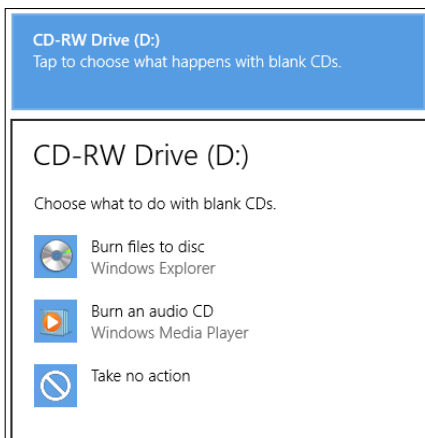 CD-RW Drive (D:)
Tap to choose what happens with blank CDs.
CD-RW Drive (D:)
Choose what to do with blank CDs.
Burn files to disc
Windows Explorer
Burn an audio CD
Windows Media Player
Take no action